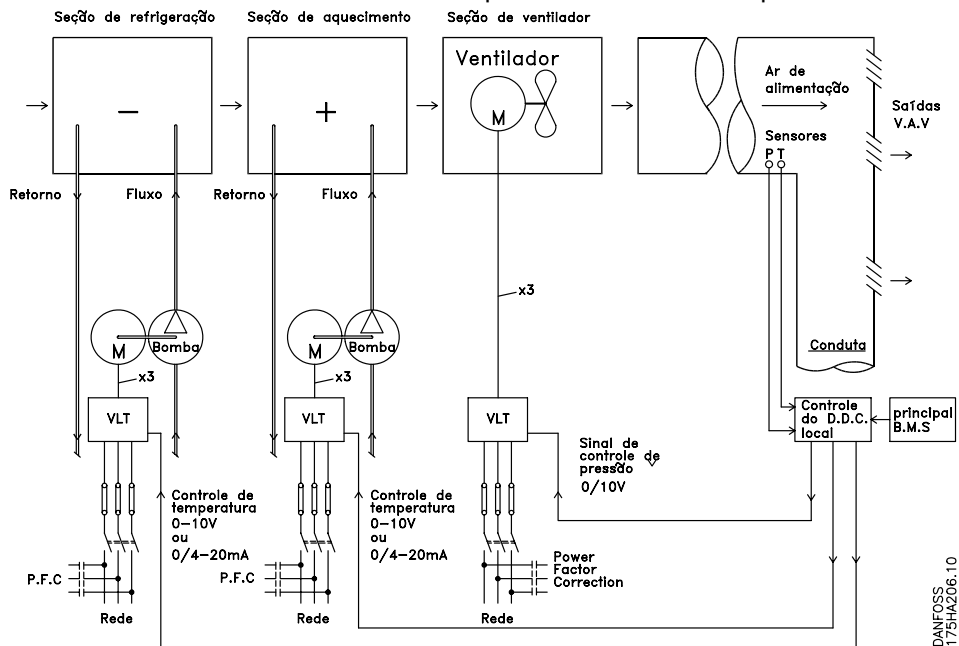 Seção de refrigeração
Seção de aquecimento
Seção de ventilador
−
+
Ventilador
M
Ar de
alimentação
Sensores
P T
Saídas
V.A.V
Retorno
Fluxo
Retorno
Fluxo
x3
M
Bomba
M
Bomba
Conduta
x3
x3
VLT
VLT
VLT
Controle
do D.D.C.
local
principal
B.M.S
Sinal de
controle de
pressão
0/10V
Controle de
temperatura
0−10V
ou
0/4−20mA
Controle de
temperatura
0−10V
ou
0/4−20mA
P.F.C
P.F.C
Power
Factor
Correction
Rede
Rede
Rede
DANFOSS
175HA206.10